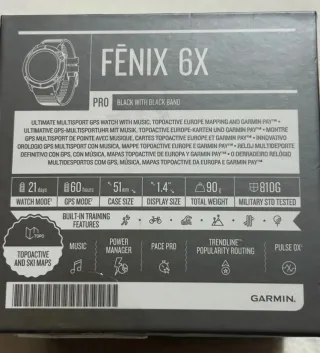 FĒNIX 6X
PRO BLACK WITH BLACK BAND
ULTIMATE MULTISPORT GPS WATCH WITH MUSIC, TOPOACTIVE EUROPE MAPPING AND GARMIN PAY™ •
ULTIMATIVE GPS-MULTISPORTUHR MIT MUSIK, TOPOACTIVE EUROPE-KARTEN UND GARMIN PAY™ • MONTRE
GPS MULTISPORT DE POINTE AVEC MUSIQUE, CARTES TOPOACTIVE EUROPE ET GARMIN PAY™ • INNOVATIVO
OROLOGIO GPS MULTISPORT CON MUSICA, MAPPE TOPOACTIVE EUROPE E GARMIN PAY™ • RELOJ MULTIDEPORTE
DEFINITIVO CON GPS, CON MÚSICA, MAPAS TOPOACTIVE DE EUROPA Y GARMIN PAY™ • O DERRADEIRO RELÓGIO
MULTIDESPORTOS COM GPS, COM MÚSICA, MAPAS TOPOACTIVE DA EUROPA E GARMIN PAY™
21 days 60 hours 51 mm 1.4" 90 g 810G
WATCH MODE¹ GPS MODE¹ CASE SIZE DISPLAY SIZE TOTAL WEIGHT MILITARY STD TESTED
BUILT-IN TRAINING
FEATURES
TOPO
TOPOACTIVE
AND SKI MAPS
MUSIC
POWER
MANAGER
PACE PRO
TRENDLINE™
POPULARITY ROUTING
PULSE OX²
GARMIN.